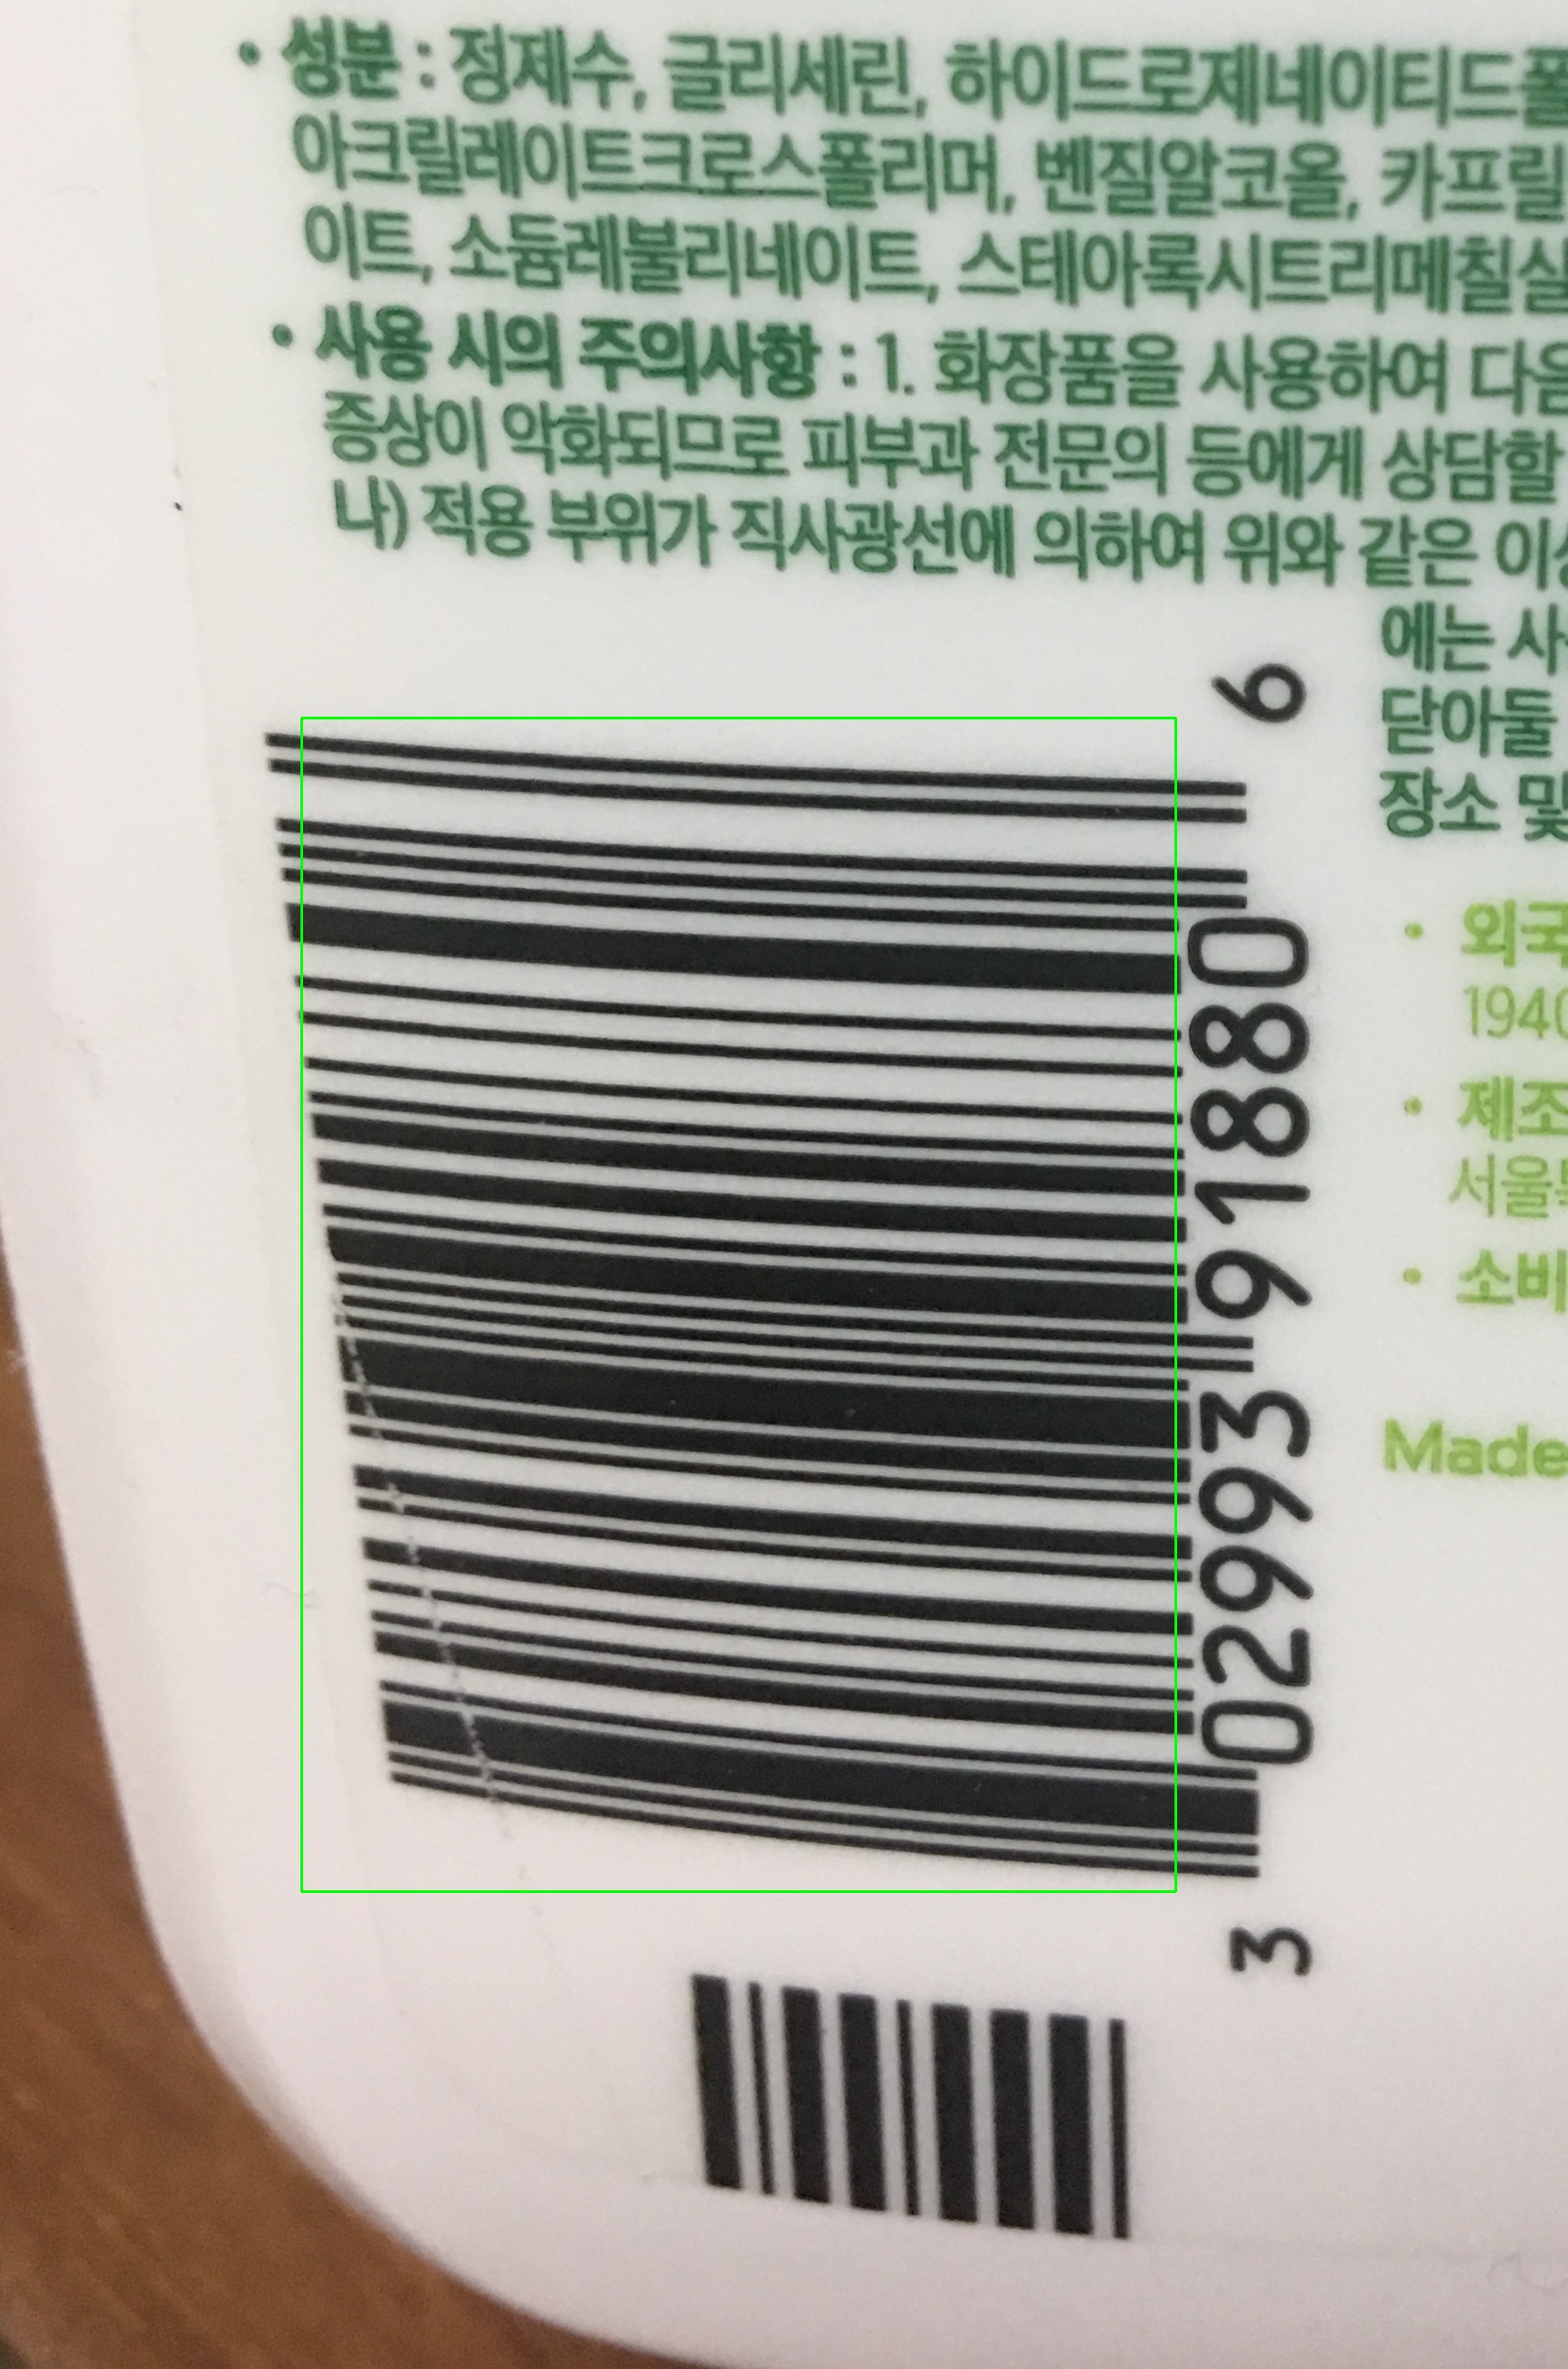 • 성분 : 정제수, 글리세린, 하이드로제네이티드폴
아크릴레이트크로스폴리머, 벤질알코올, 카프릴
이트, 소듐레불리네이트, 스테아록시트리메칠실
• 사용 시의 주의사항 : 1. 화장품을 사용하여 다음
증상이 악화되므로 피부과 전문의 등에게 상담할
나) 적용 부위가 직사광선에 의하여 위와 같은 이상
에는 사
닫아둘
장소 및
• 외국
1940
• 제조
서울
• 소비
Made
3 029939 18806